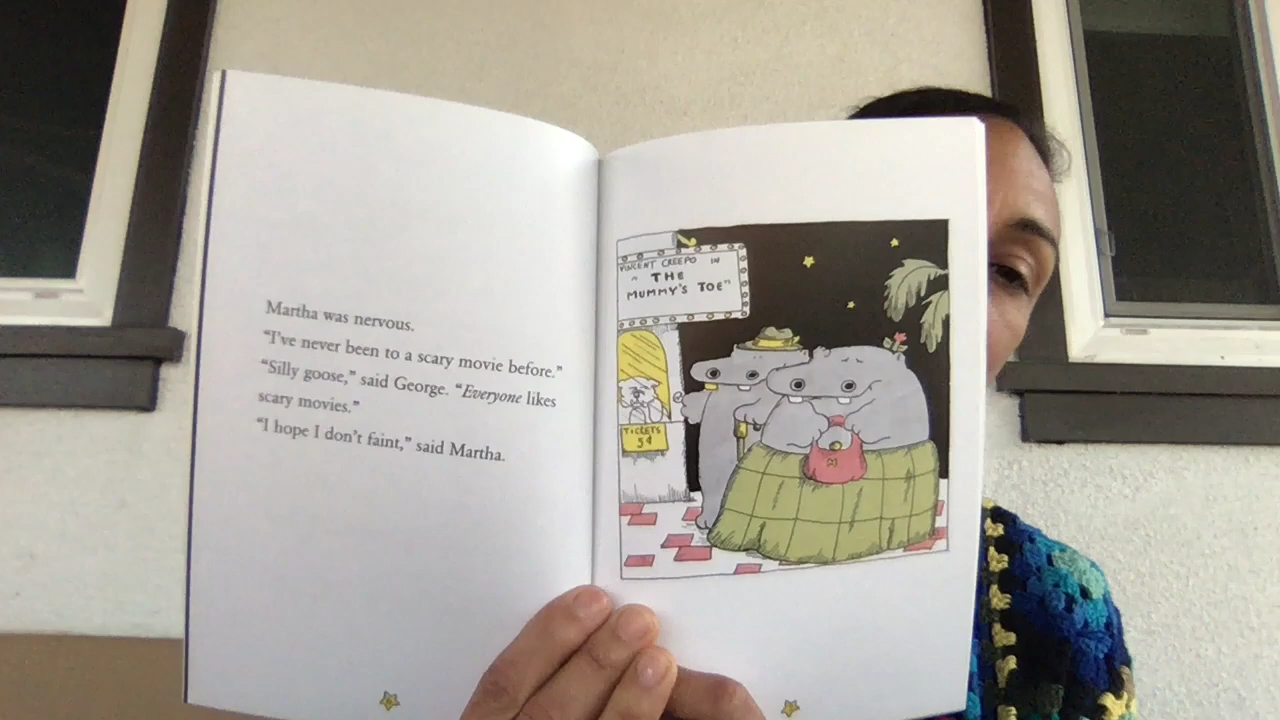 Martha was nervous.
"I've never been to a scary movie before."
"Silly goose," said George. "Everyone likes
scary movies."
"I hope I don't faint," said Martha.
VINCENT CREEPO IN
"THE
MUMMY'S TOE"
TICKETS
5¢